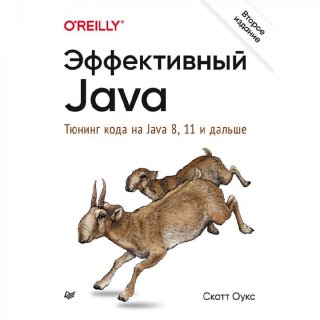 O'REILLY®
Второе издание
Эффективный
Java
Тюнинг кода на Java 8, 11 и дальше
Скотт Оукс